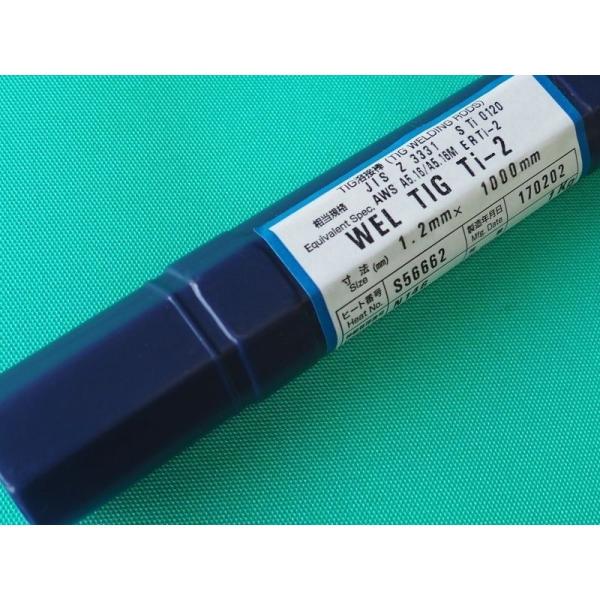 TIG溶接棒 (TIG WELDING RODS)
相当規格 JIS Z 3331 S Ti 0120
Equivalent Spec. AWS A5.16/A5.16M ERTi-2
WEL TIG Ti-2
寸法 Size (mm) 1.2mm× 1000mm
ヒート番号 Heat No. S56662 製造年月日 Mfg. Date 170202